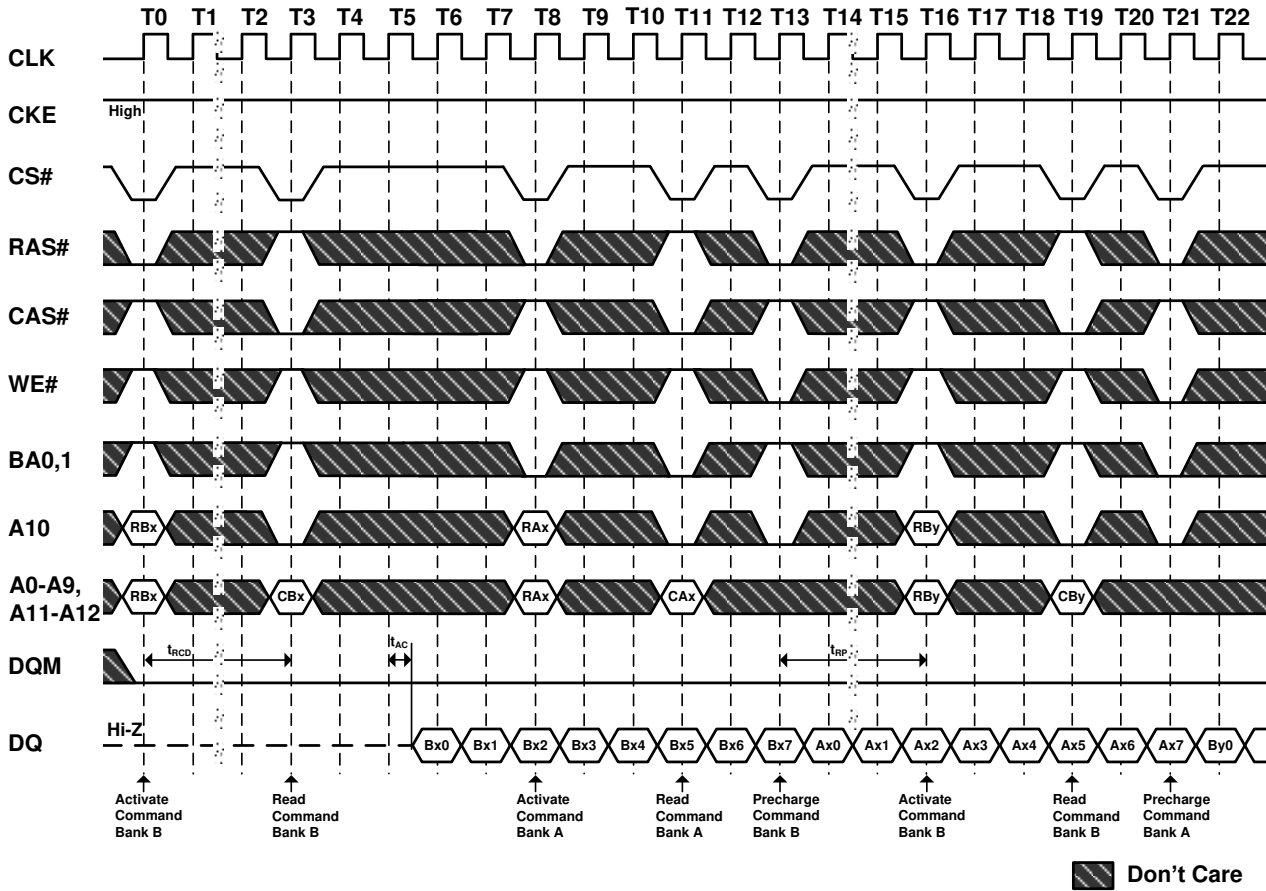 T0 T1 T2 T3 T4 T5 T6 T7 T8 T9 T10 T11 T12 T13 T14 T15 T16 T17 T18 T19 T20 T21 T22
CLK
CKE
High
CS#
RAS#
CAS#
WE#
BA0,1
A10
RBx RAx RBy
A0-A9,
A11-A12
RBx CBx RAx CAx RBy CBy
DQM
tRCD tAC tRP
DQ
Hi-Z
Bx0 Bx1 Bx2 Bx3 Bx4 Bx5 Bx6 Bx7 Ax0 Ax1 Ax2 Ax3 Ax4 Ax5 Ax6 Ax7 By0
Activate
Command
Bank B
Read
Command
Bank B
Activate
Command
Bank A
Read
Command
Bank A
Precharge
Command
Bank B
Activate
Command
Bank B
Read
Command
Bank B
Precharge
Command
Bank A
Don't Care